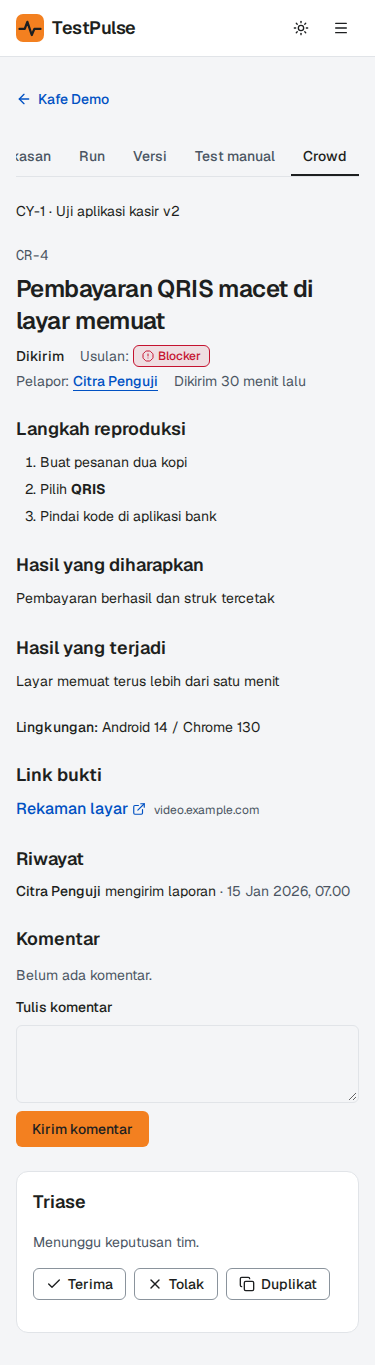 TestPulse
Kafe Demo
kasan Run Versi Test manual Crowd
CY-1 · Uji aplikasi kasir v2
CR-4
Pembayaran QRIS macet di
layar memuat
Dikirim Usulan: Blocker
Pelapor: Citra Penguji Dikirim 30 menit lalu
Langkah reproduksi
1. Buat pesanan dua kopi
2. Pilih QRIS
3. Pindai kode di aplikasi bank
Hasil yang diharapkan
Pembayaran berhasil dan struk tercetak
Hasil yang terjadi
Layar memuat terus lebih dari satu menit
Lingkungan: Android 14 / Chrome 130
Link bukti
Rekaman layar video.example.com
Riwayat
Citra Penguji mengirim laporan · 15 Jan 2026, 07.00
Komentar
Belum ada komentar.
Tulis komentar
Kirim komentar
Triase
Menunggu keputusan tim.
Terima Tolak Duplikat